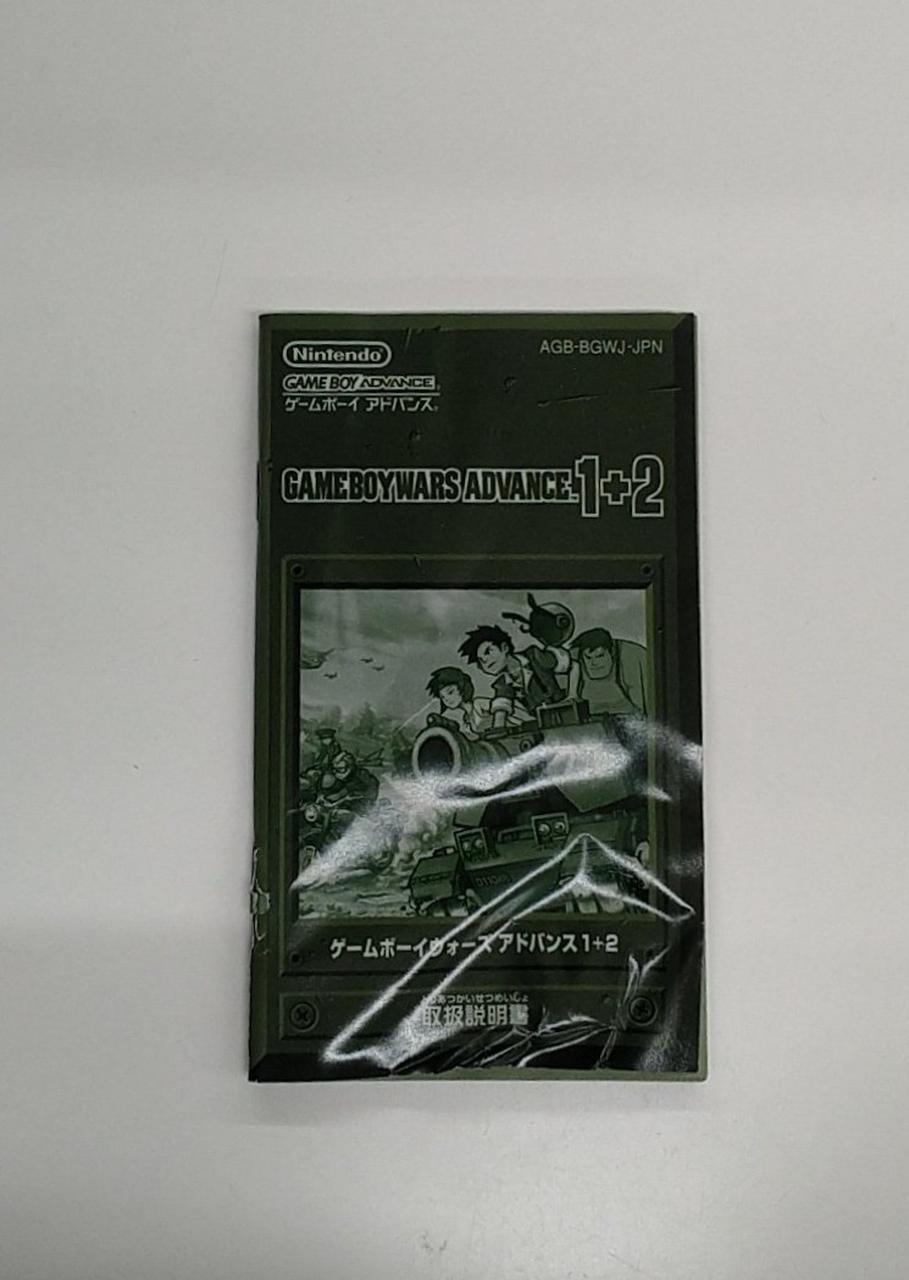 Nintendo®
AGB-BGWJ-JPN
GAME BOY ADVANCE®
ゲームボーイ アドバンス®
GAMEBOYWARS ADVANCE™ 1+2
ゲームボーイウォーズ アドバンス1+2
とりあつかいせつめいしょ
取扱説明書